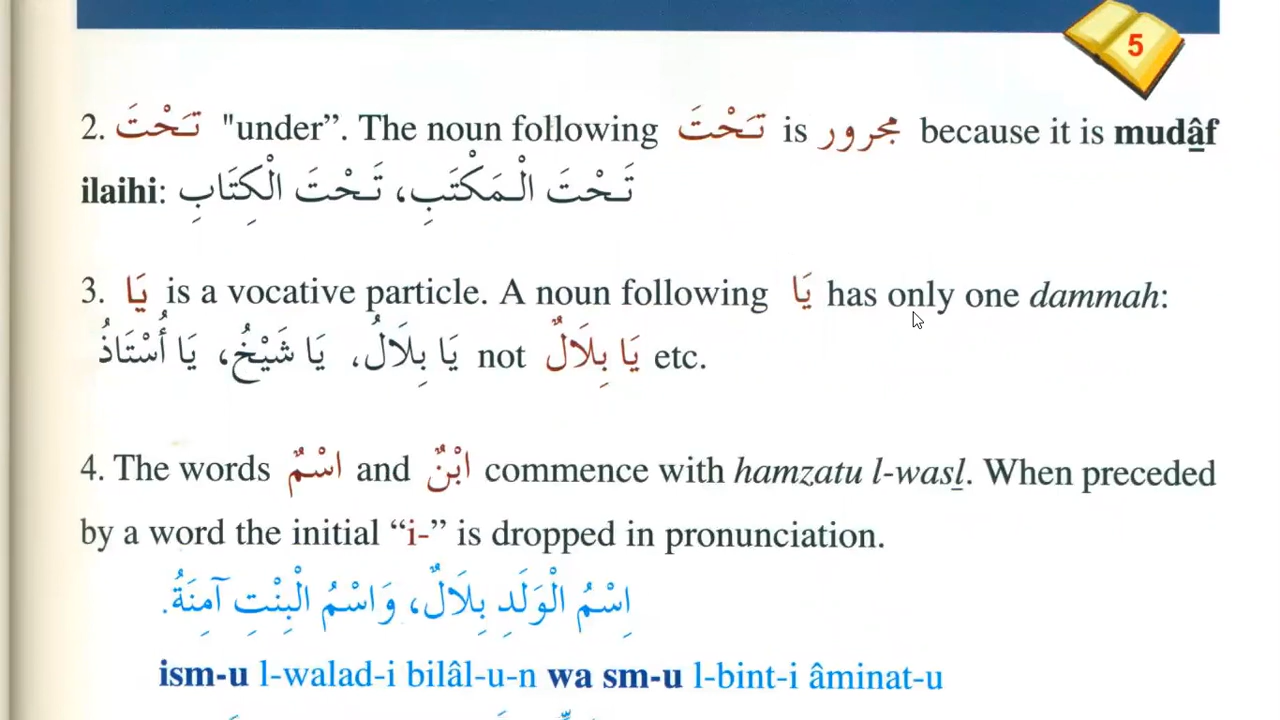 5
2. تَحْتَ "under”. The noun following تَحْتَ is مجرور because it is mudâf
ilaihi: تَحْتَ الْمَكْتَبِ، تَحْتَ الْكِتَابِ
3. يَا is a vocative particle. A noun following يَا has only one dammah:
يَا بِلَالُ، يَا شَيْخُ، يَا أُسْتَاذُ not يَا بِلَالٌ etc.
4. The words اسْمٌ and ابْنٌ commence with hamzatu l-wasl. When preceded
by a word the initial “i-” is dropped in pronunciation.
اِسْمُ الْوَلَدِ بِلَالٌ، وَاسْمُ الْبِنْتِ آمِنَةُ.
ism-u l-walad-i bilâl-u-n wa sm-u l-bint-i âminat-u